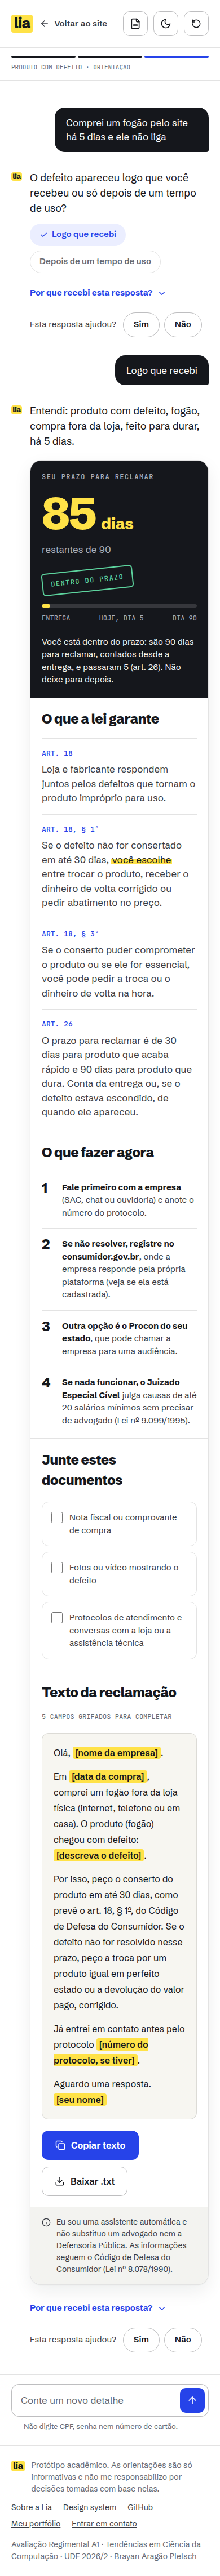 lia
Voltar ao site
PRODUTO COM DEFEITO · ORIENTAÇÃO
Comprei um fogão pelo site
há 5 dias e ele não liga
lia
O defeito apareceu logo que você
recebeu ou só depois de um tempo
de uso?
Logo que recebi
Depois de um tempo de uso
Por que recebi esta resposta?
Esta resposta ajudou?
Sim
Não
Logo que recebi
lia
Entendi: produto com defeito, fogão,
compra fora da loja, feito para durar,
há 5 dias.
SEU PRAZO PARA RECLAMAR
85 dias
restantes de 90
DENTRO DO PRAZO
ENTREGA
HOJE, DIA 5
DIA 90
Você está dentro do prazo: são 90 dias
para reclamar, contados desde a
entrega, e passaram 5 (art. 26). Não
deixe para depois.
O que a lei garante
ART. 18
Loja e fabricante respondem
juntos pelos defeitos que tornam o
produto impróprio para uso.
ART. 18, § 1º
Se o defeito não for consertado
em até 30 dias, você escolhe
entre trocar o produto, receber o
dinheiro de volta corrigido ou
pedir abatimento no preço.
ART. 18, § 3º
Se o conserto puder comprometer
o produto ou se ele for essencial,
você pode pedir a troca ou o
dinheiro de volta na hora.
ART. 26
O prazo para reclamar é de 30
dias para produto que acaba
rápido e 90 dias para produto que
dura. Conta da entrega ou, se o
defeito estava escondido, de
quando ele apareceu.
O que fazer agora
1 Fale primeiro com a empresa
(SAC, chat ou ouvidoria) e anote o
número do protocolo.
2 Se não resolver, registre no
consumidor.gov.br, onde a
empresa responde pela própria
plataforma (veja se ela está
cadastrada).
3 Outra opção é o Procon do seu
estado, que pode chamar a
empresa para uma audiência.
4 Se nada funcionar, o Juizado
Especial Cível julga causas de até
20 salários mínimos sem precisar
de advogado (Lei nº 9.099/1995).
Junte estes
documentos
Nota fiscal ou comprovante
de compra
Fotos ou vídeo mostrando o
defeito
Protocolos de atendimento e
conversas com a loja ou a
assistência técnica
Texto da reclamação
5 CAMPOS GRIFADOS PARA COMPLETAR
Olá, [nome da empresa].
Em [data da compra],
comprei um fogão fora da loja
física (internet, telefone ou em
casa). O produto (fogão)
chegou com defeito:
[descreva o defeito].
Por isso, peço o conserto do
produto em até 30 dias, como
prevê o art. 18, § 1º, do Código
de Defesa do Consumidor. Se o
defeito não for resolvido nesse
prazo, peço a troca por um
produto igual em perfeito
estado ou a devolução do valor
pago, corrigido.
Já entrei em contato antes pelo
protocolo [número do
protocolo, se tiver].
Aguardo uma resposta.
[seu nome]
Copiar texto
Baixar .txt
Eu sou uma assistente automática e
não substituo um advogado nem a
Defensoria Pública. As informações
seguem o Código de Defesa do
Consumidor (Lei nº 8.078/1990).
Por que recebi esta resposta?
Esta resposta ajudou?
Sim
Não
Conte um novo detalhe
Não digite CPF, senha nem número de cartão.
lia
Protótipo acadêmico. As orientações são só
informativas e não me responsabilizo por
decisões tomadas com base nelas.
Sobre a Lia
Design system
GitHub
Meu portfólio
Entrar em contato
Avaliação Regimental A1 · Tendências em Ciência da
Computação · UDF 2026/2 · Brayan Aragão Pletsch